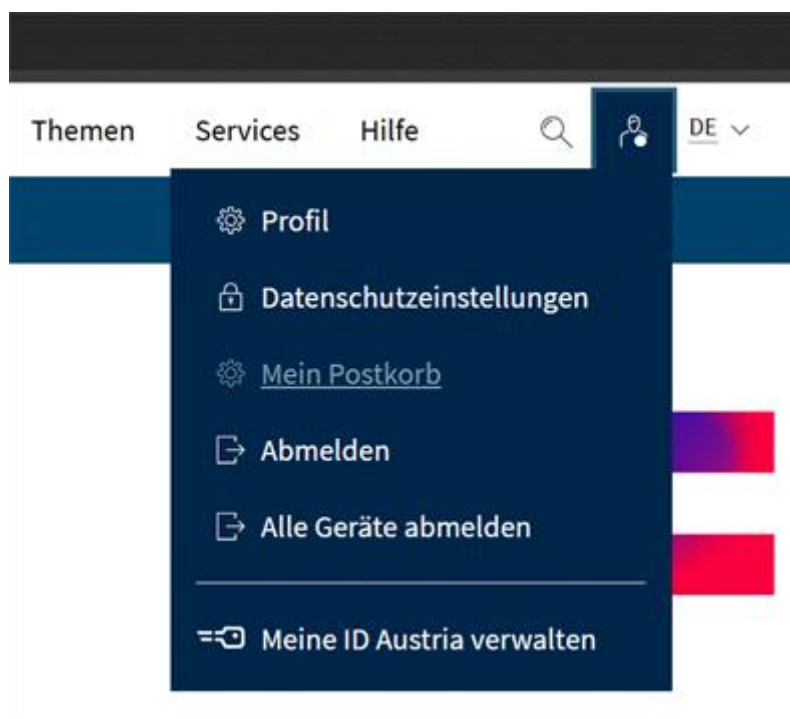 Themen Services Hilfe DE
Profil
Datenschutzeinstellungen
Mein Postkorb
Abmelden
Alle Geräte abmelden
Meine ID Austria verwalten